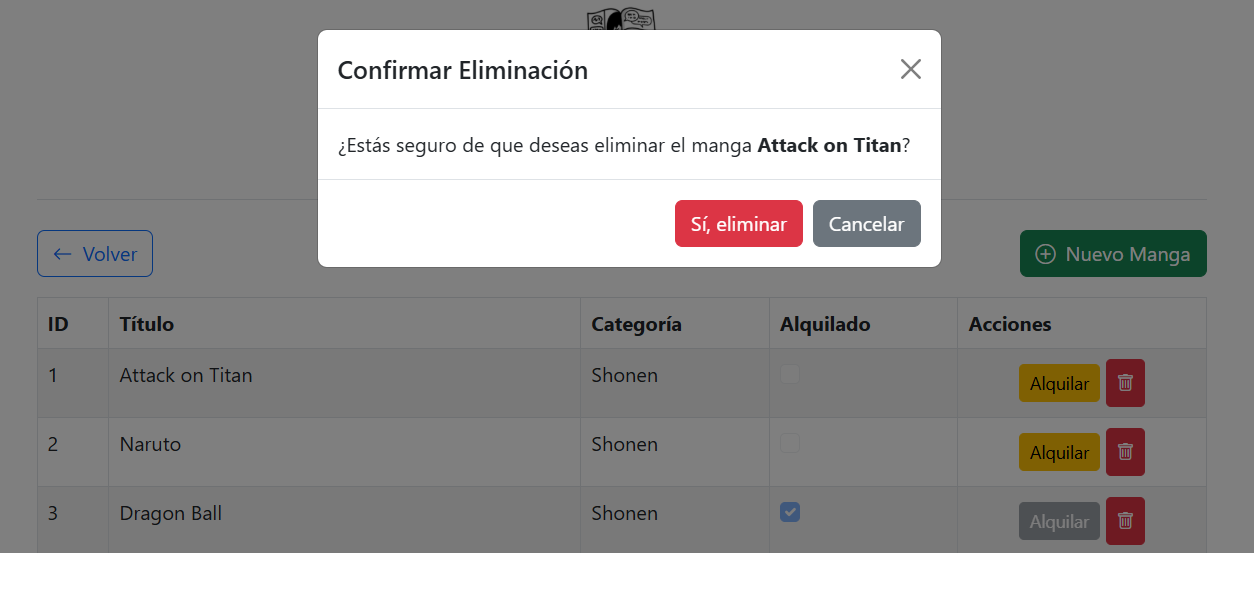 Confirmar Eliminación
¿Estás seguro de que deseas eliminar el manga Attack on Titan?
Sí, eliminar Cancelar
← Volver Nuevo Manga
ID Título Categoría Alquilado Acciones
1 Attack on Titan Shonen Alquilar
2 Naruto Shonen Alquilar
3 Dragon Ball Shonen Alquilar